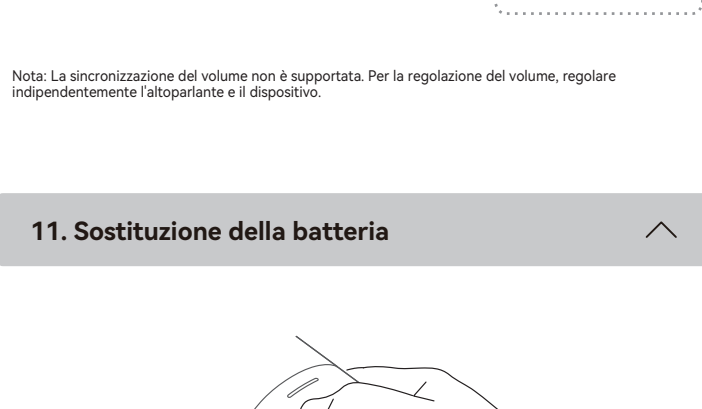 Nota: La sincronizzazione del volume non è supportata. Per la regolazione del volume, regolare
indipendentemente l'altoparlante e il dispositivo.
11. Sostituzione della batteria